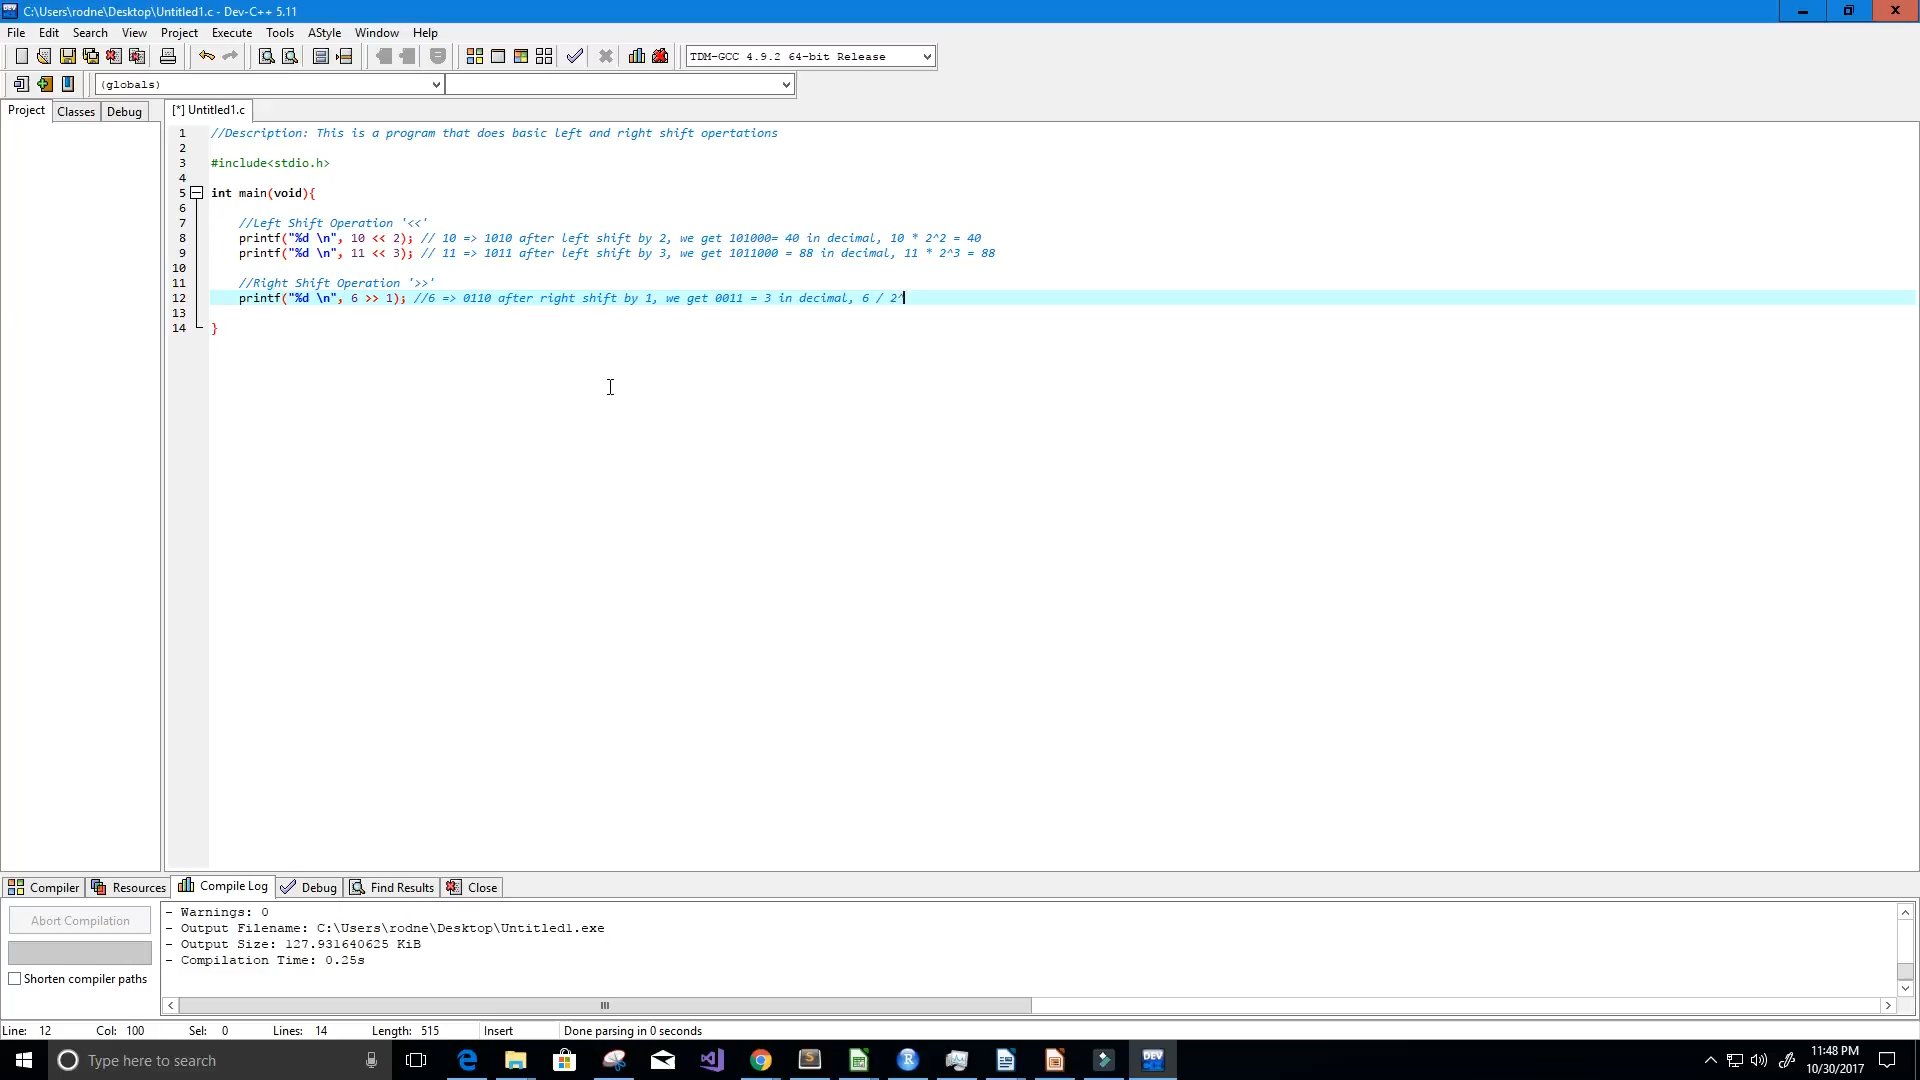 C:\Users\rodne\Desktop\Untitled1.c - Dev-C++ 5.11
File Edit Search View Project Execute Tools AStyle Window Help
TDM-GCC 4.9.2 64-bit Release
(globals)
Project Classes Debug [*] Untitled1.c
1 //Description: This is a program that does basic left and right shift opertations
2
3 #include<stdio.h>
4
5 int main(void){
6
7 //Left Shift Operation '<<'
8 printf("%d \n", 10 << 2); // 10 => 1010 after left shift by 2, we get 101000= 40 in decimal, 10 * 2^2 = 40
9 printf("%d \n", 11 << 3); // 11 => 1011 after left shift by 3, we get 1011000 = 88 in decimal, 11 * 2^3 = 88
10
11 //Right Shift Operation '>>'
12 printf("%d \n", 6 >> 1); //6 => 0110 after right shift by 1, we get 0011 = 3 in decimal, 6 / 2^
13
14 }
Compiler Resources Compile Log Debug Find Results Close
Abort Compilation
Shorten compiler paths
- Warnings: 0
- Output Filename: C:\Users\rodne\Desktop\Untitled1.exe
- Output Size: 127.931640625 KiB
- Compilation Time: 0.25s
Line: 12 Col: 100 Sel: 0 Lines: 14 Length: 515 Insert Done parsing in 0 seconds
Type here to search
DEV
11:48 PM
10/30/2017